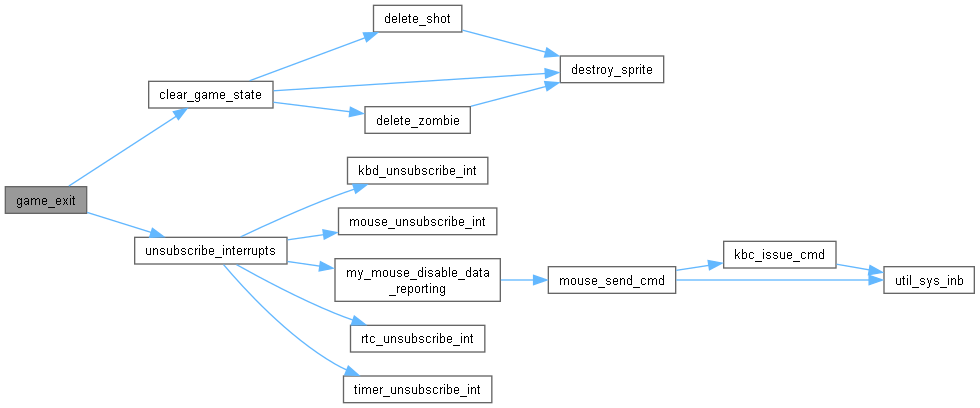 delete_shot
destroy_sprite
clear_game_state
delete_zombie
kbd_unsubscribe_int
game_exit
mouse_unsubscribe_int
unsubscribe_interrupts
kbc_issue_cmd
my_mouse_disable_data
_reporting
mouse_send_cmd
util_sys_inb
rtc_unsubscribe_int
timer_unsubscribe_int